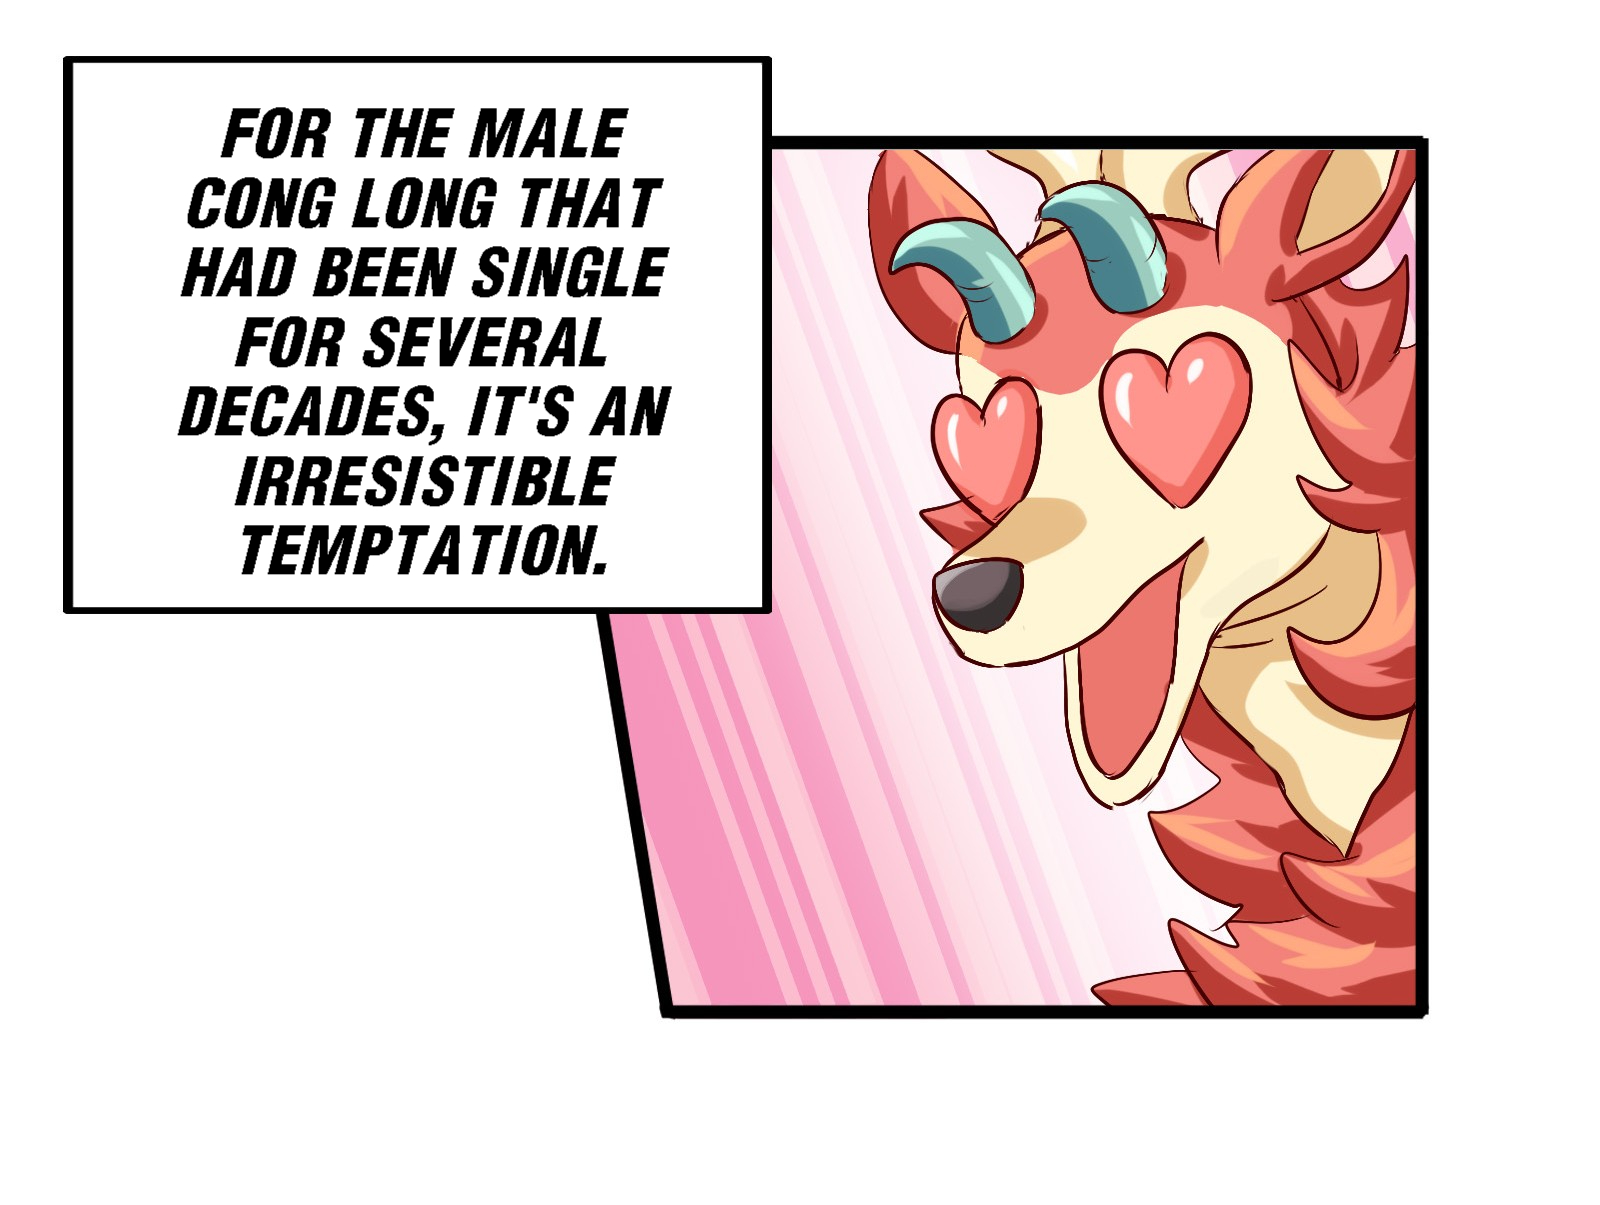 FOR THE MALE
CONG LONG THAT
HAD BEEN SINGLE
FOR SEVERAL
DECADES, IT'S AN
IRRESISTIBLE
TEMPTATION.